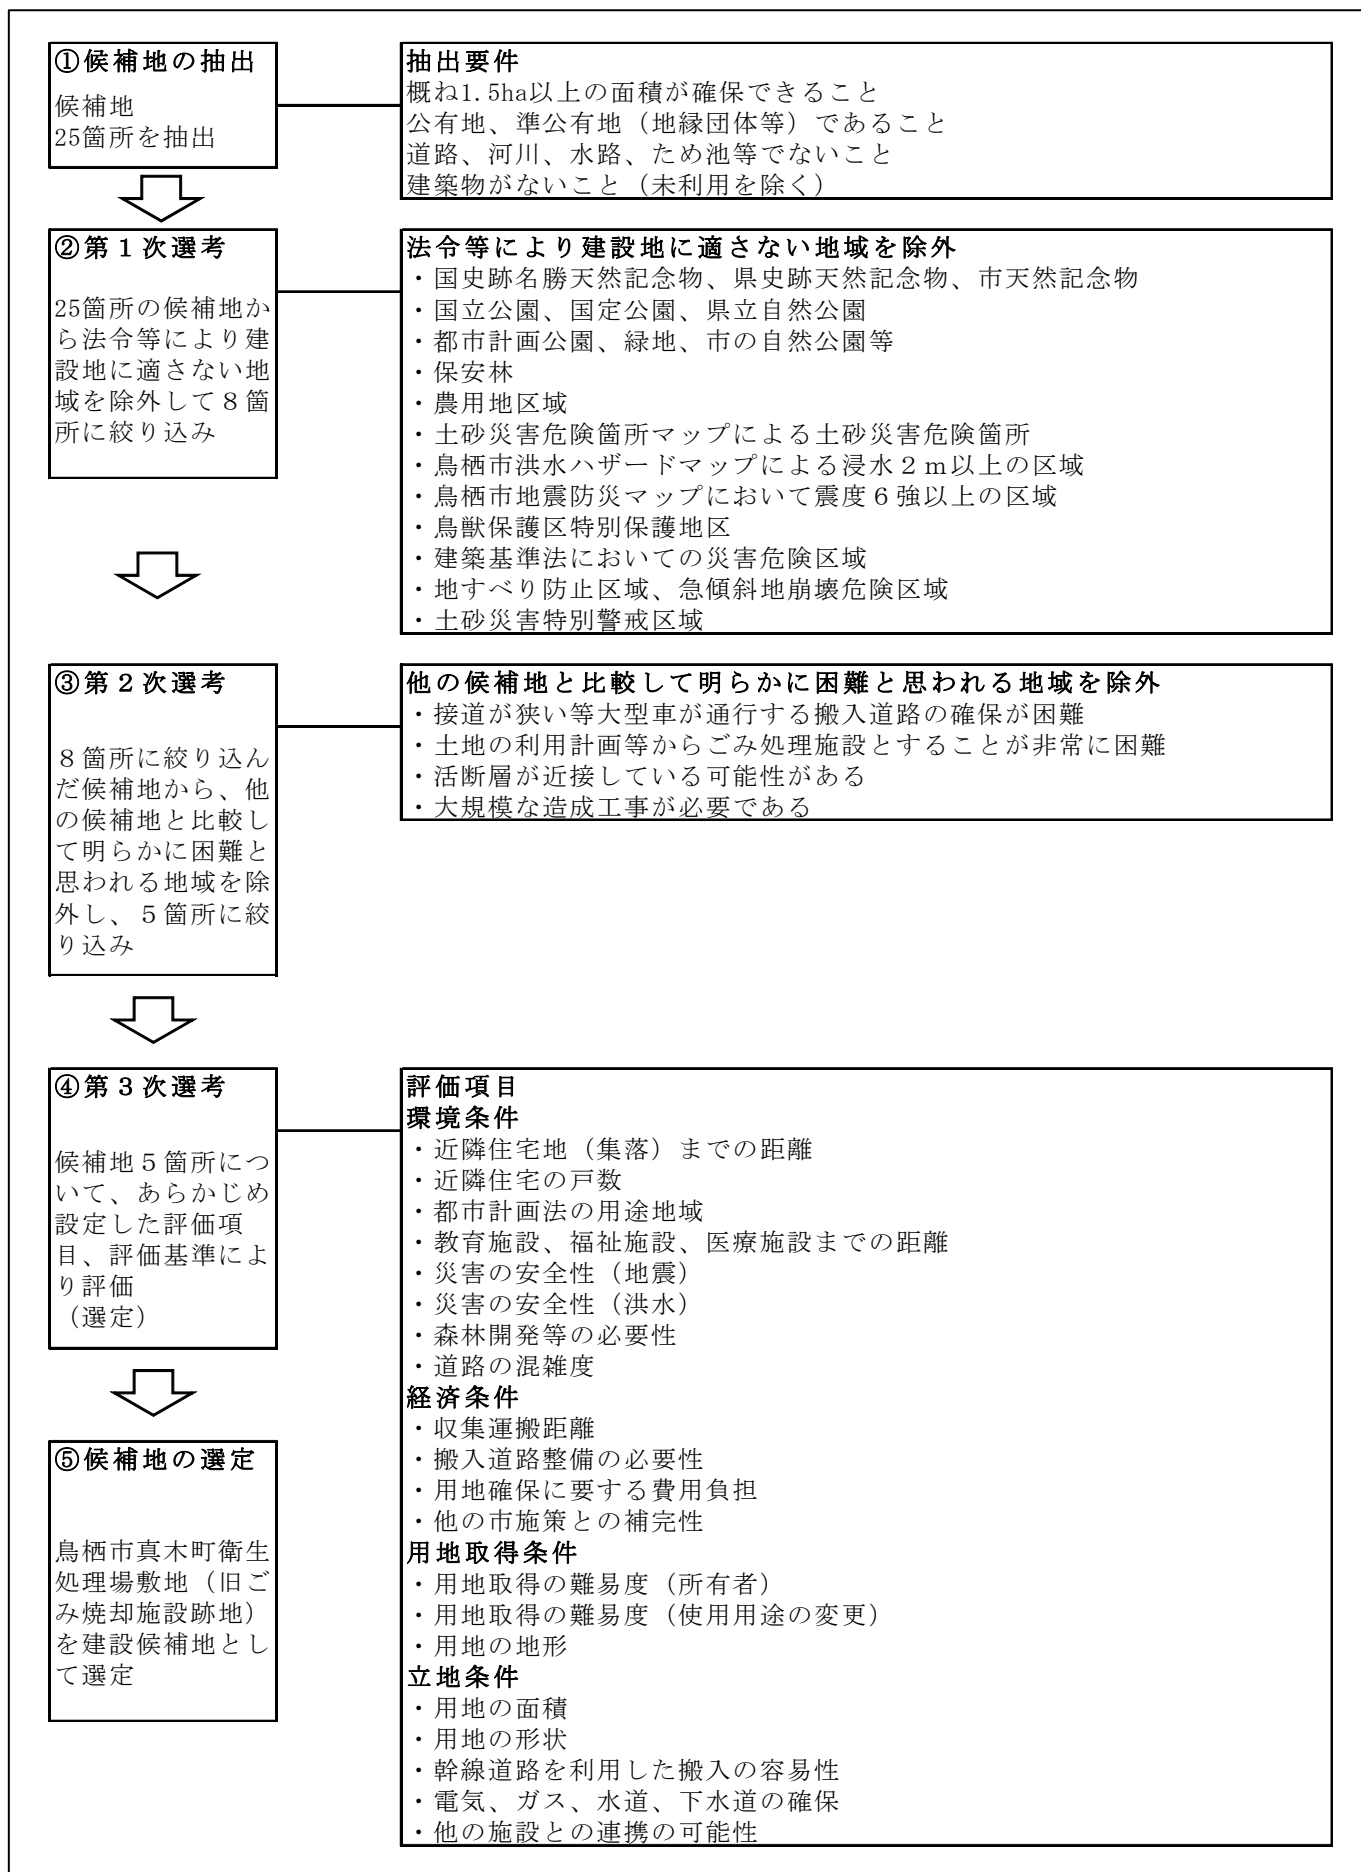 ①候補地の抽出
候補地
25箇所を抽出
抽出要件
概ね1.5ha以上の面積が確保できること
公有地、準公有地（地縁団体等）であること
道路、河川、水路、ため池等でないこと
建築物がないこと（未利用を除く）
②第１次選考
25箇所の候補地か
ら法令等により建
設地に適さない地
域を除外して８箇
所に絞り込み
法令等により建設地に適さない地域を除外
・国史跡名勝天然記念物、県史跡天然記念物、市天然記念物
・国立公園、国定公園、県立自然公園
・都市計画公園、緑地、市の自然公園等
・保安林
・農用地区域
・土砂災害危険箇所マップによる土砂災害危険箇所
・鳥栖市洪水ハザードマップによる浸水２ｍ以上の区域
・鳥栖市地震防災マップにおいて震度６強以上の区域
・鳥獣保護区特別保護地区
・建築基準法においての災害危険区域
・地すべり防止区域、急傾斜地崩壊危険区域
・土砂災害特別警戒区域
③第２次選考
８箇所に絞り込ん
だ候補地から、他
の候補地と比較し
て明らかに困難と
思われる地域を除
外し、５箇所に絞
り込み
他の候補地と比較して明らかに困難と思われる地域を除外
・接道が狭い等大型車が通行する搬入道路の確保が困難
・土地の利用計画等からごみ処理施設とすることが非常に困難
・活断層が近接している可能性がある
・大規模な造成工事が必要である
④第３次選考
候補地５箇所につ
いて、あらかじめ
設定した評価項
目、評価基準によ
り評価
（選定）
評価項目
環境条件
・近隣住宅地（集落）までの距離
・近隣住宅の戸数
・都市計画法の用途地域
・教育施設、福祉施設、医療施設までの距離
・災害の安全性（地震）
・災害の安全性（洪水）
・森林開発等の必要性
・道路の混雑度
経済条件
・収集運搬距離
・搬入道路整備の必要性
・用地確保に要する費用負担
・他の市施策との補完性
用地取得条件
・用地取得の難易度（所有者）
・用地取得の難易度（使用用途の変更）
・用地の地形
立地条件
・用地の面積
・用地の形状
・幹線道路を利用した搬入の容易性
・電気、ガス、水道、下水道の確保
・他の施設との連携の可能性
⑤候補地の選定
鳥栖市真木町衛生
処理場敷地（旧ご
み焼却施設跡地）
を建設候補地とし
て選定